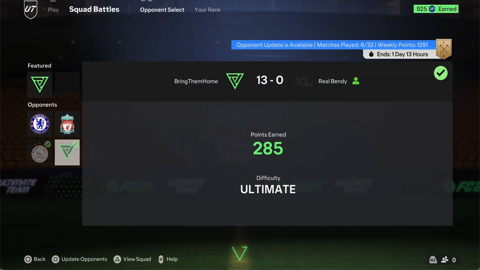 UT
Play
Squad Battles
Opponent Select
Your Rank
925 Earned
Opponent Update is Available | Matches Played: 6/32 | Weekly Points: 1291
Ends: 1 Day 13 Hours
Featured
BringThemHome
13 - 0
XL
Real Bendy
Opponents
Points Earned
285
Difficulty
ULTIMATE
Back
Update Opponents
View Squad
Help
0